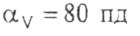 α_V = 80 пд